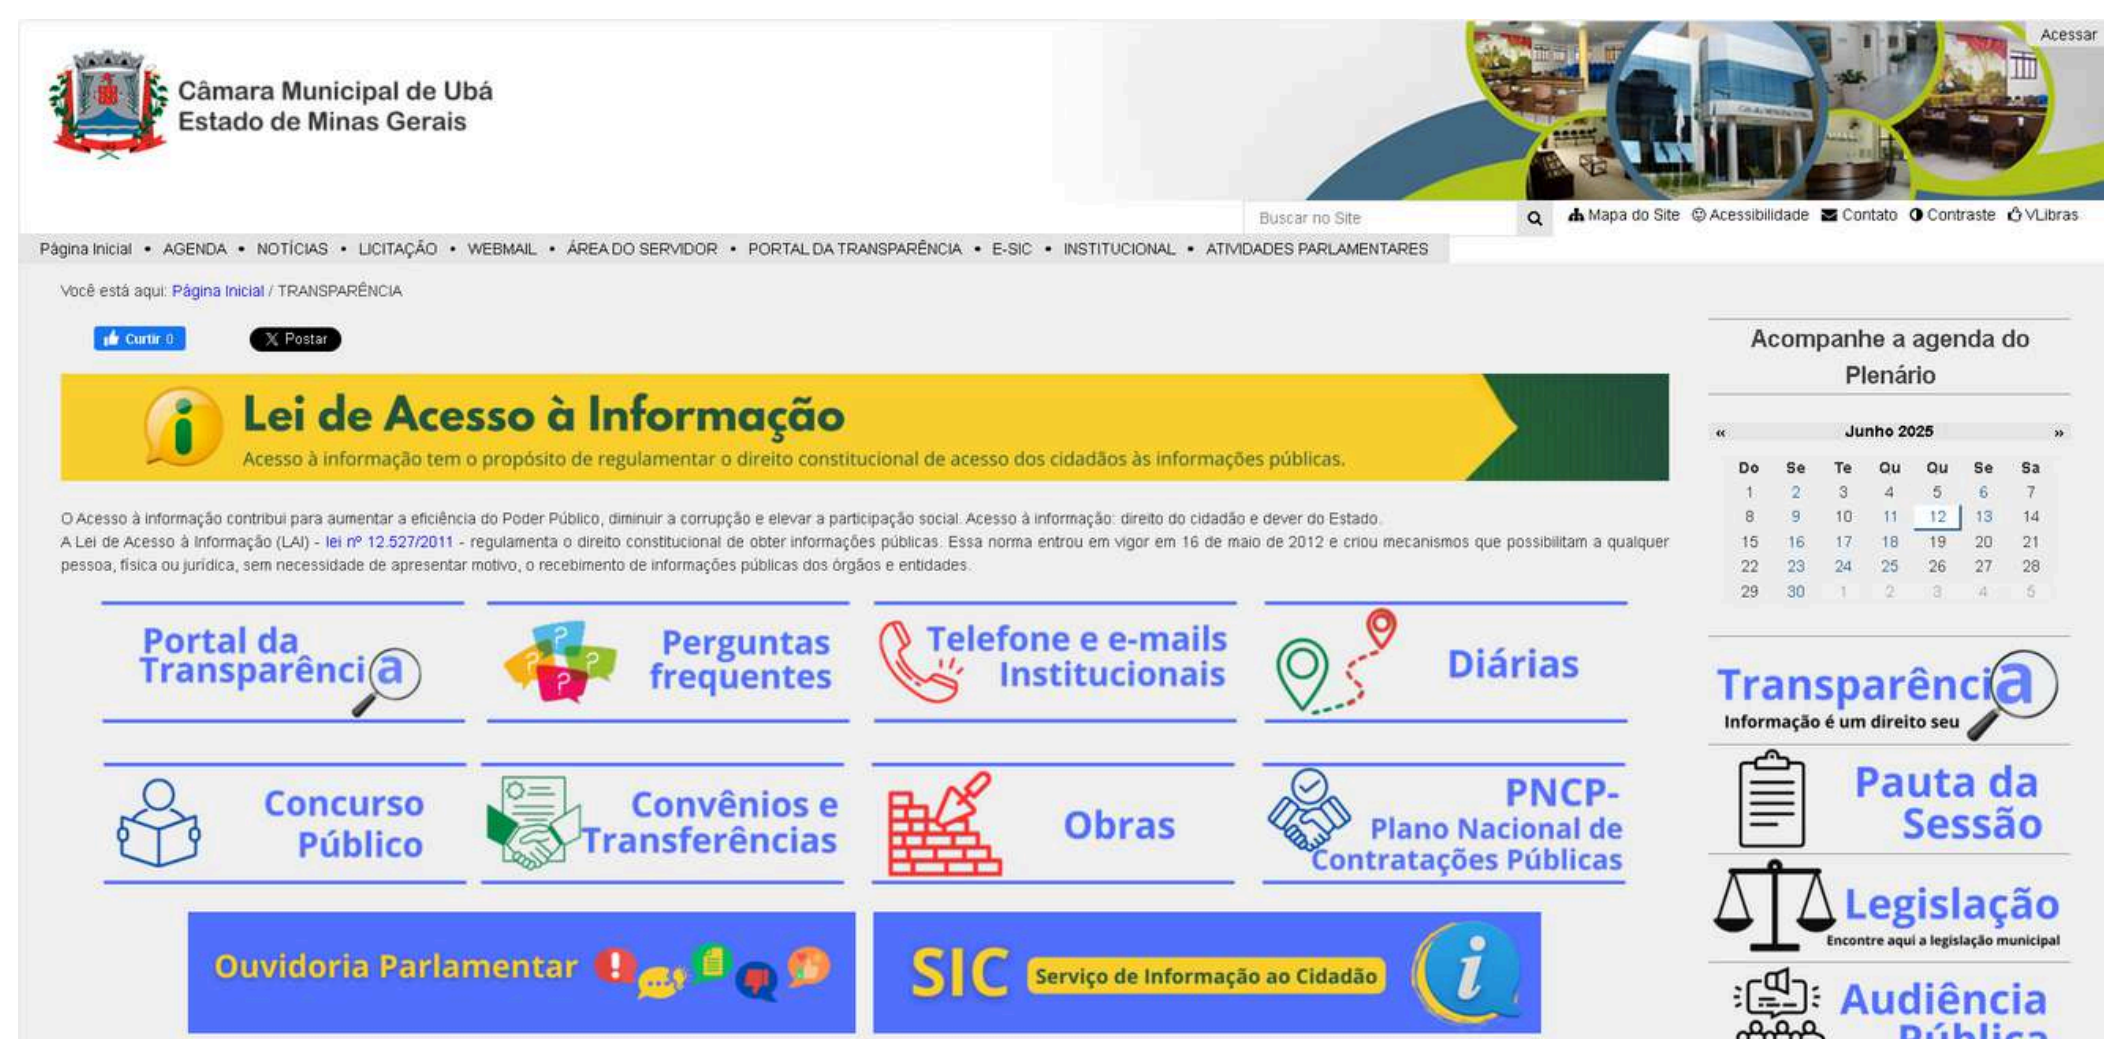 Acessar
Câmara Municipal de Ubá
Estado de Minas Gerais
Buscar no Site
Mapa do Site Acessibilidade Contato Contraste VLibras
Página Inicial • AGENDA • NOTÍCIAS • LICITAÇÃO • WEBMAIL • ÁREA DO SERVIDOR • PORTAL DA TRANSPARÊNCIA • E-SIC • INSTITUCIONAL • ATIVIDADES PARLAMENTARES
Você está aqui: Página Inicial / TRANSPARÊNCIA
Curtir 0
X Postar
Lei de Acesso à Informação
Acesso à informação tem o propósito de regulamentar o direito constitucional de acesso dos cidadãos às informações públicas.
O Acesso à Informação contribui para aumentar a eficiência do Poder Público, diminuir a corrupção e elevar a participação social. Acesso à informação: direito do cidadão e dever do Estado.
A Lei de Acesso à Informação (LAI) - lei nº 12.527/2011 - regulamenta o direito constitucional de obter informações públicas. Essa norma entrou em vigor em 16 de maio de 2012 e criou mecanismos que possibilitam a qualquer
pessoa, física ou jurídica, sem necessidade de apresentar motivo, o recebimento de informações públicas dos órgãos e entidades.
Portal da
Transparência
Perguntas
frequentes
Telefone e e-mails
Institucionais
Diárias
Concurso
Público
Convênios e
Transferências
Obras
PNCP-
Plano Nacional de
Contratações Públicas
Ouvidoria Parlamentar
SIC Serviço de Informação ao Cidadão
Acompanhe a agenda do
Plenário
« Junho 2025 »
Do Se Te Qu Qu Se Sa
1 2 3 4 5 6 7
8 9 10 11 12 13 14
15 16 17 18 19 20 21
22 23 24 25 26 27 28
29 30 1 2 3 4 5
Transparência
Informação é um direito seu
Pauta da
Sessão
Legislação
Encontre aqui a legislação municipal
Audiência
Pública